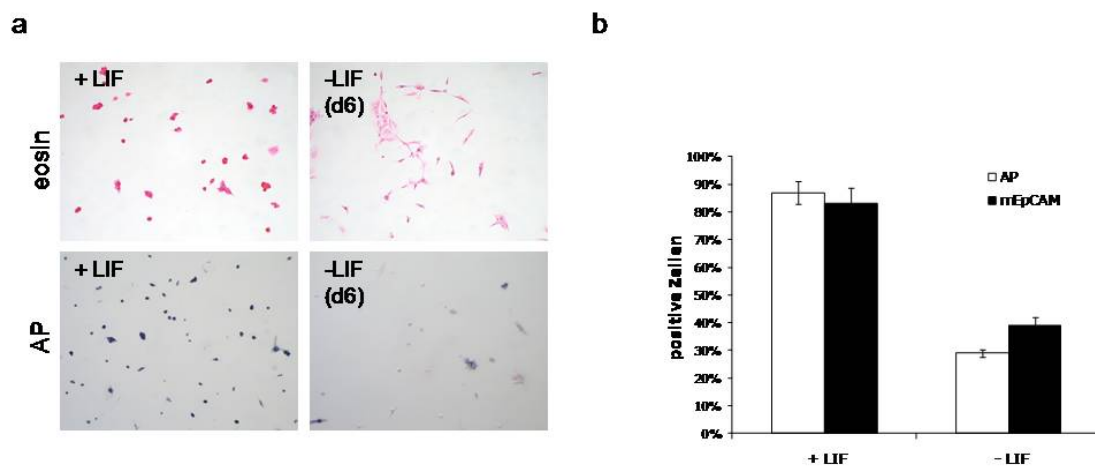 a
b
eosin
+ LIF
-LIF
(d6)
AP
+ LIF
-LIF
(d6)
positive Zellen
100%
90%
80%
70%
60%
50%
40%
30%
20%
10%
0%
AP
mEpCAM
+ LIF
- LIF